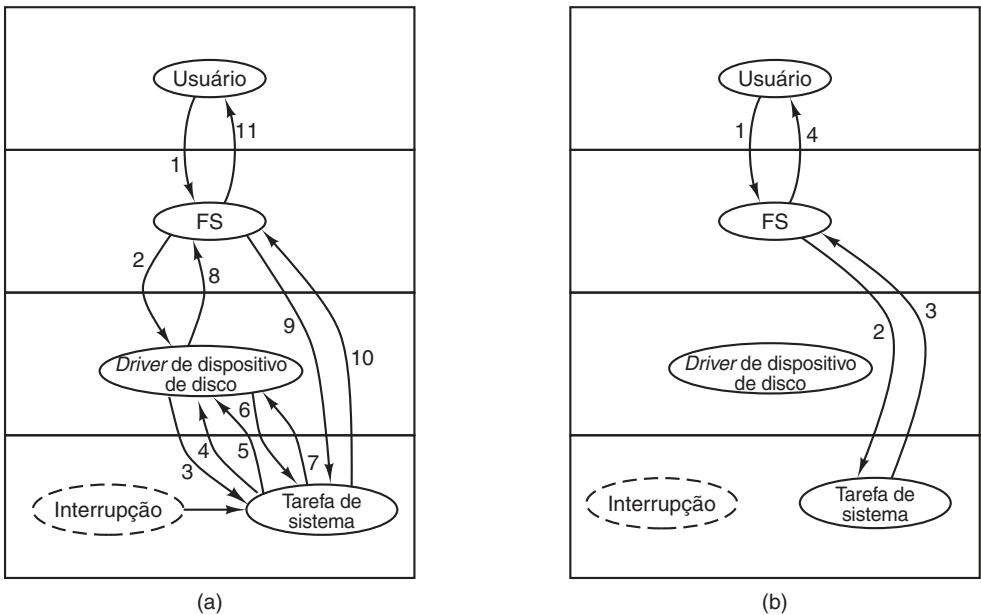 Usuário
1
11
FS
2
8
9
10
Driver de dispositivo
de disco
6
5
4
3
7
Interrupção
Tarefa de
sistema
(a)
Usuário
1
4
FS
2
3
Driver de dispositivo
de disco
Interrupção
Tarefa de
sistema
(b)